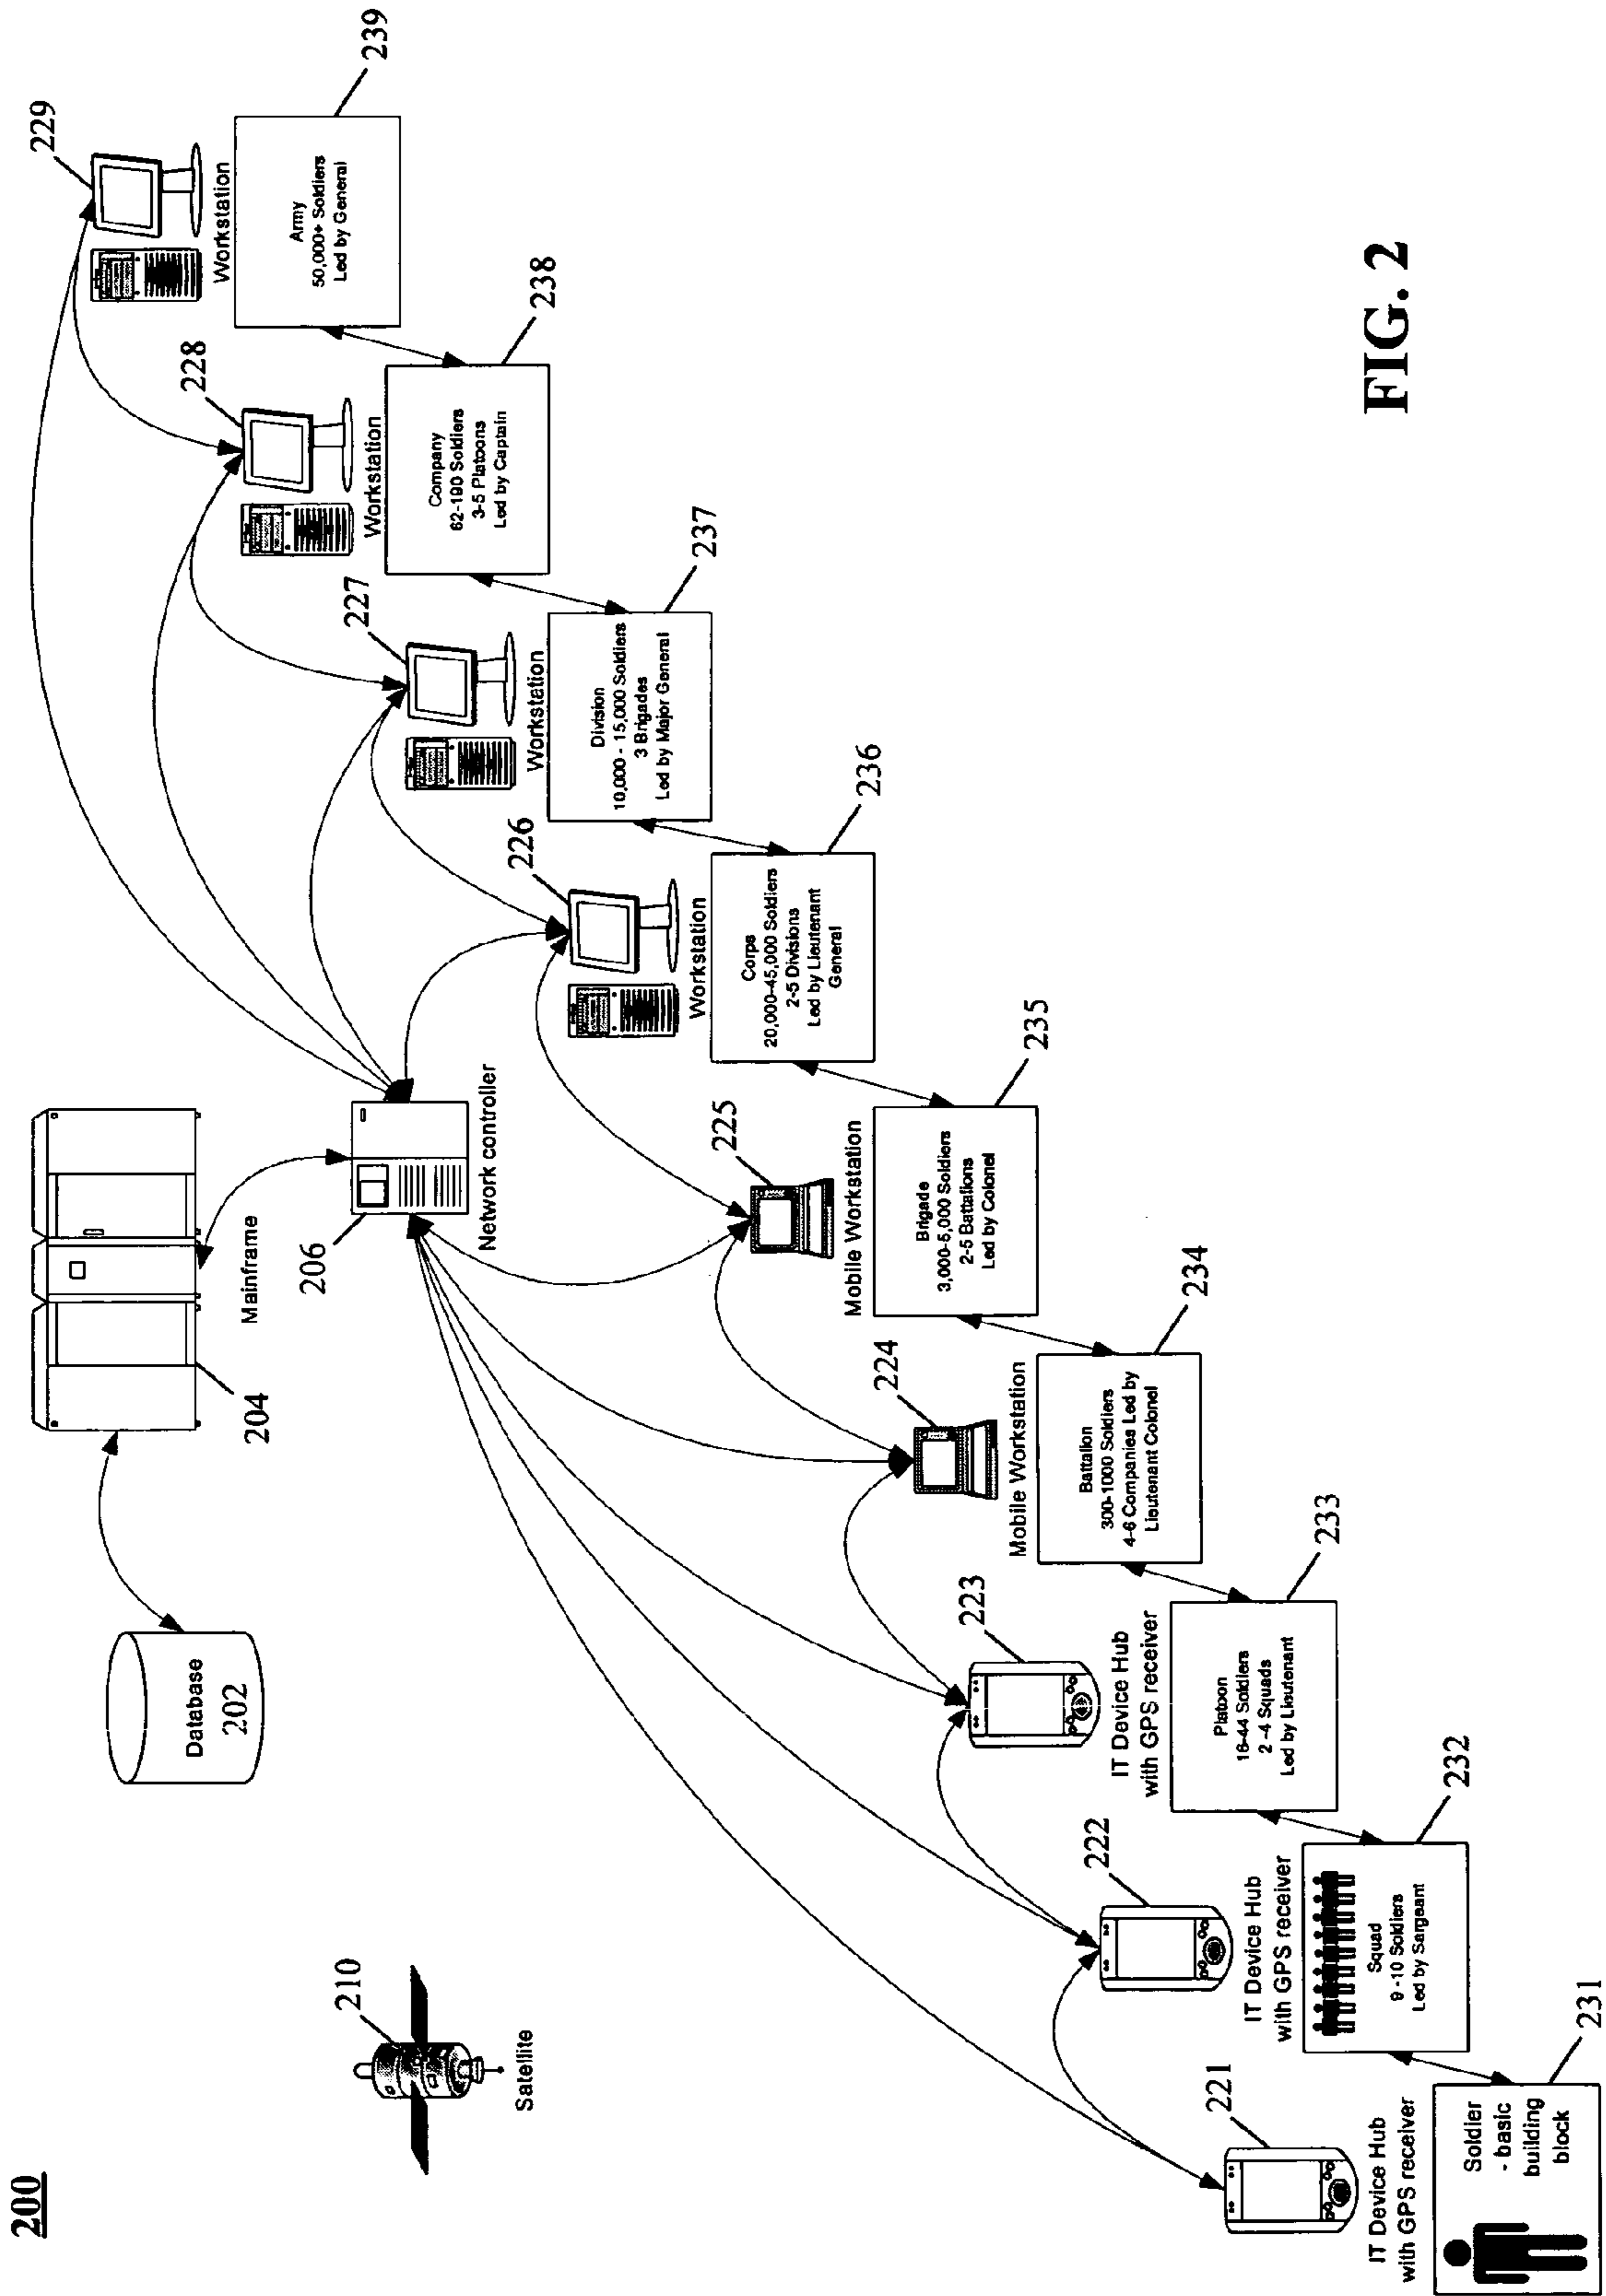 200
Database
202
204
Mainframe
206
Network controller
210
Satellite
221
IT Device Hub
with GPS receiver
Soldier
- basic
building
block
231
222
IT Device Hub
with GPS receiver
Squad
9 -10 Soldiers
Led by Sargeant
232
223
IT Device Hub
with GPS receiver
Platoon
16-44 Soldiers
2 -4 Squads
Led by Lieutenant
233
224
Mobile Workstation
Battalion
300-1000 Soldiers
4-6 Companies Led by
Lieutenant Colonel
234
225
Mobile Workstation
Brigade
3,000-5,000 Soldiers
2-5 Battalions
Led by Colonel
235
226
Workstation
Corps
20,000-45,000 Soldiers
2-5 Divisions
Led by Lieutenant
General
236
227
Workstation
Division
10,000 - 15,000 Soldiers
3 Brigades
Led by Major General
237
228
Workstation
Company
62-190 Soldiers
3-5 Platoons
Led by Captain
238
229
Workstation
Army
50,000+ Soldiers
Led by General
239
FIG. 2